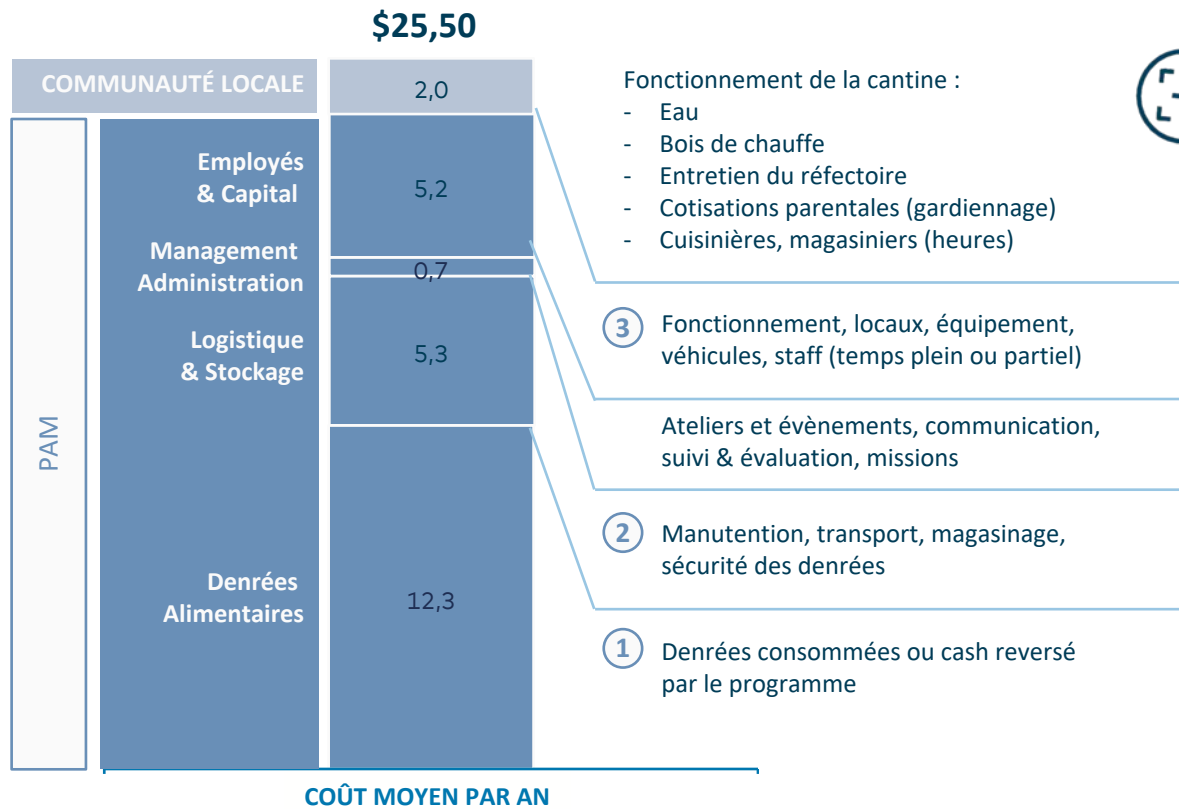 $25,50
COMMUNAUTÉ LOCALE
2,0
PAM
Employés
& Capital
5,2
Management
Administration
0,7
Logistique
& Stockage
5,3
Denrées
Alimentaires
12,3
COÛT MOYEN PAR AN
Fonctionnement de la cantine :
- Eau
- Bois de chauffe
- Entretien du réfectoire
- Cotisations parentales (gardiennage)
- Cuisinières, magasiniers (heures)
3 Fonctionnement, locaux, équipement,
véhicules, staff (temps plein ou partiel)
Ateliers et évènements, communication,
suivi & évaluation, missions
2 Manutention, transport, magasinage,
sécurité des denrées
1 Denrées consommées ou cash reversé
par le programme